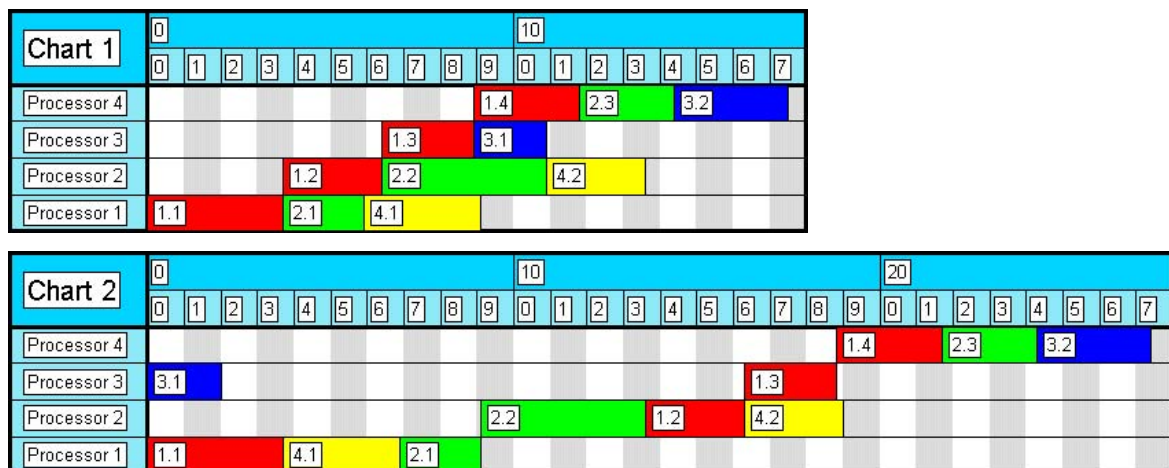 Chart 1
0 10
0 1 2 3 4 5 6 7 8 9 0 1 2 3 4 5 6 7
Processor 4 1.4 2.3 3.2
Processor 3 1.3 3.1
Processor 2 1.2 2.2 4.2
Processor 1 1.1 2.1 4.1
Chart 2
0 10 20
0 1 2 3 4 5 6 7 8 9 0 1 2 3 4 5 6 7 8 9 0 1 2 3 4 5 6 7
Processor 4 1.4 2.3 3.2
Processor 3 3.1 1.3
Processor 2 2.2 1.2 4.2
Processor 1 1.1 4.1 2.1